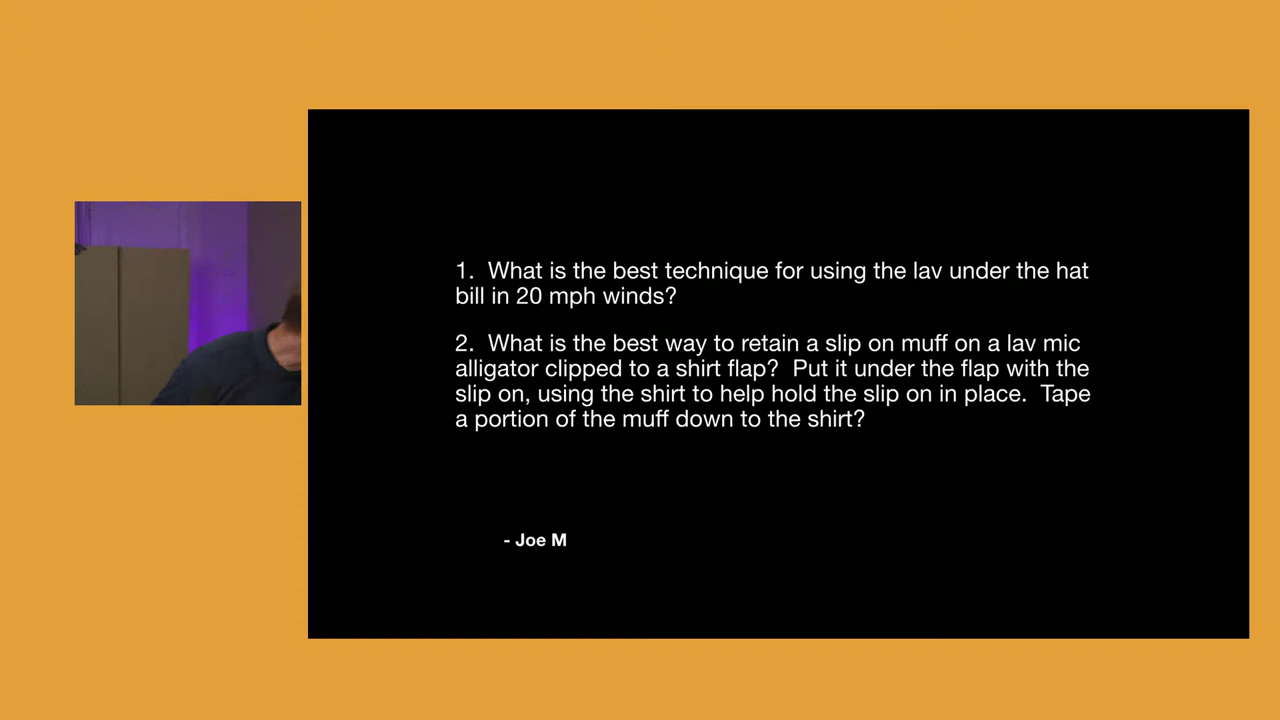 1.  What is the best technique for using the lav under the hat
bill in 20 mph winds?
2.  What is the best way to retain a slip on muff on a lav mic
alligator clipped to a shirt flap?  Put it under the flap with the
slip on, using the shirt to help hold the slip on in place.  Tape
a portion of the muff down to the shirt?
- Joe M